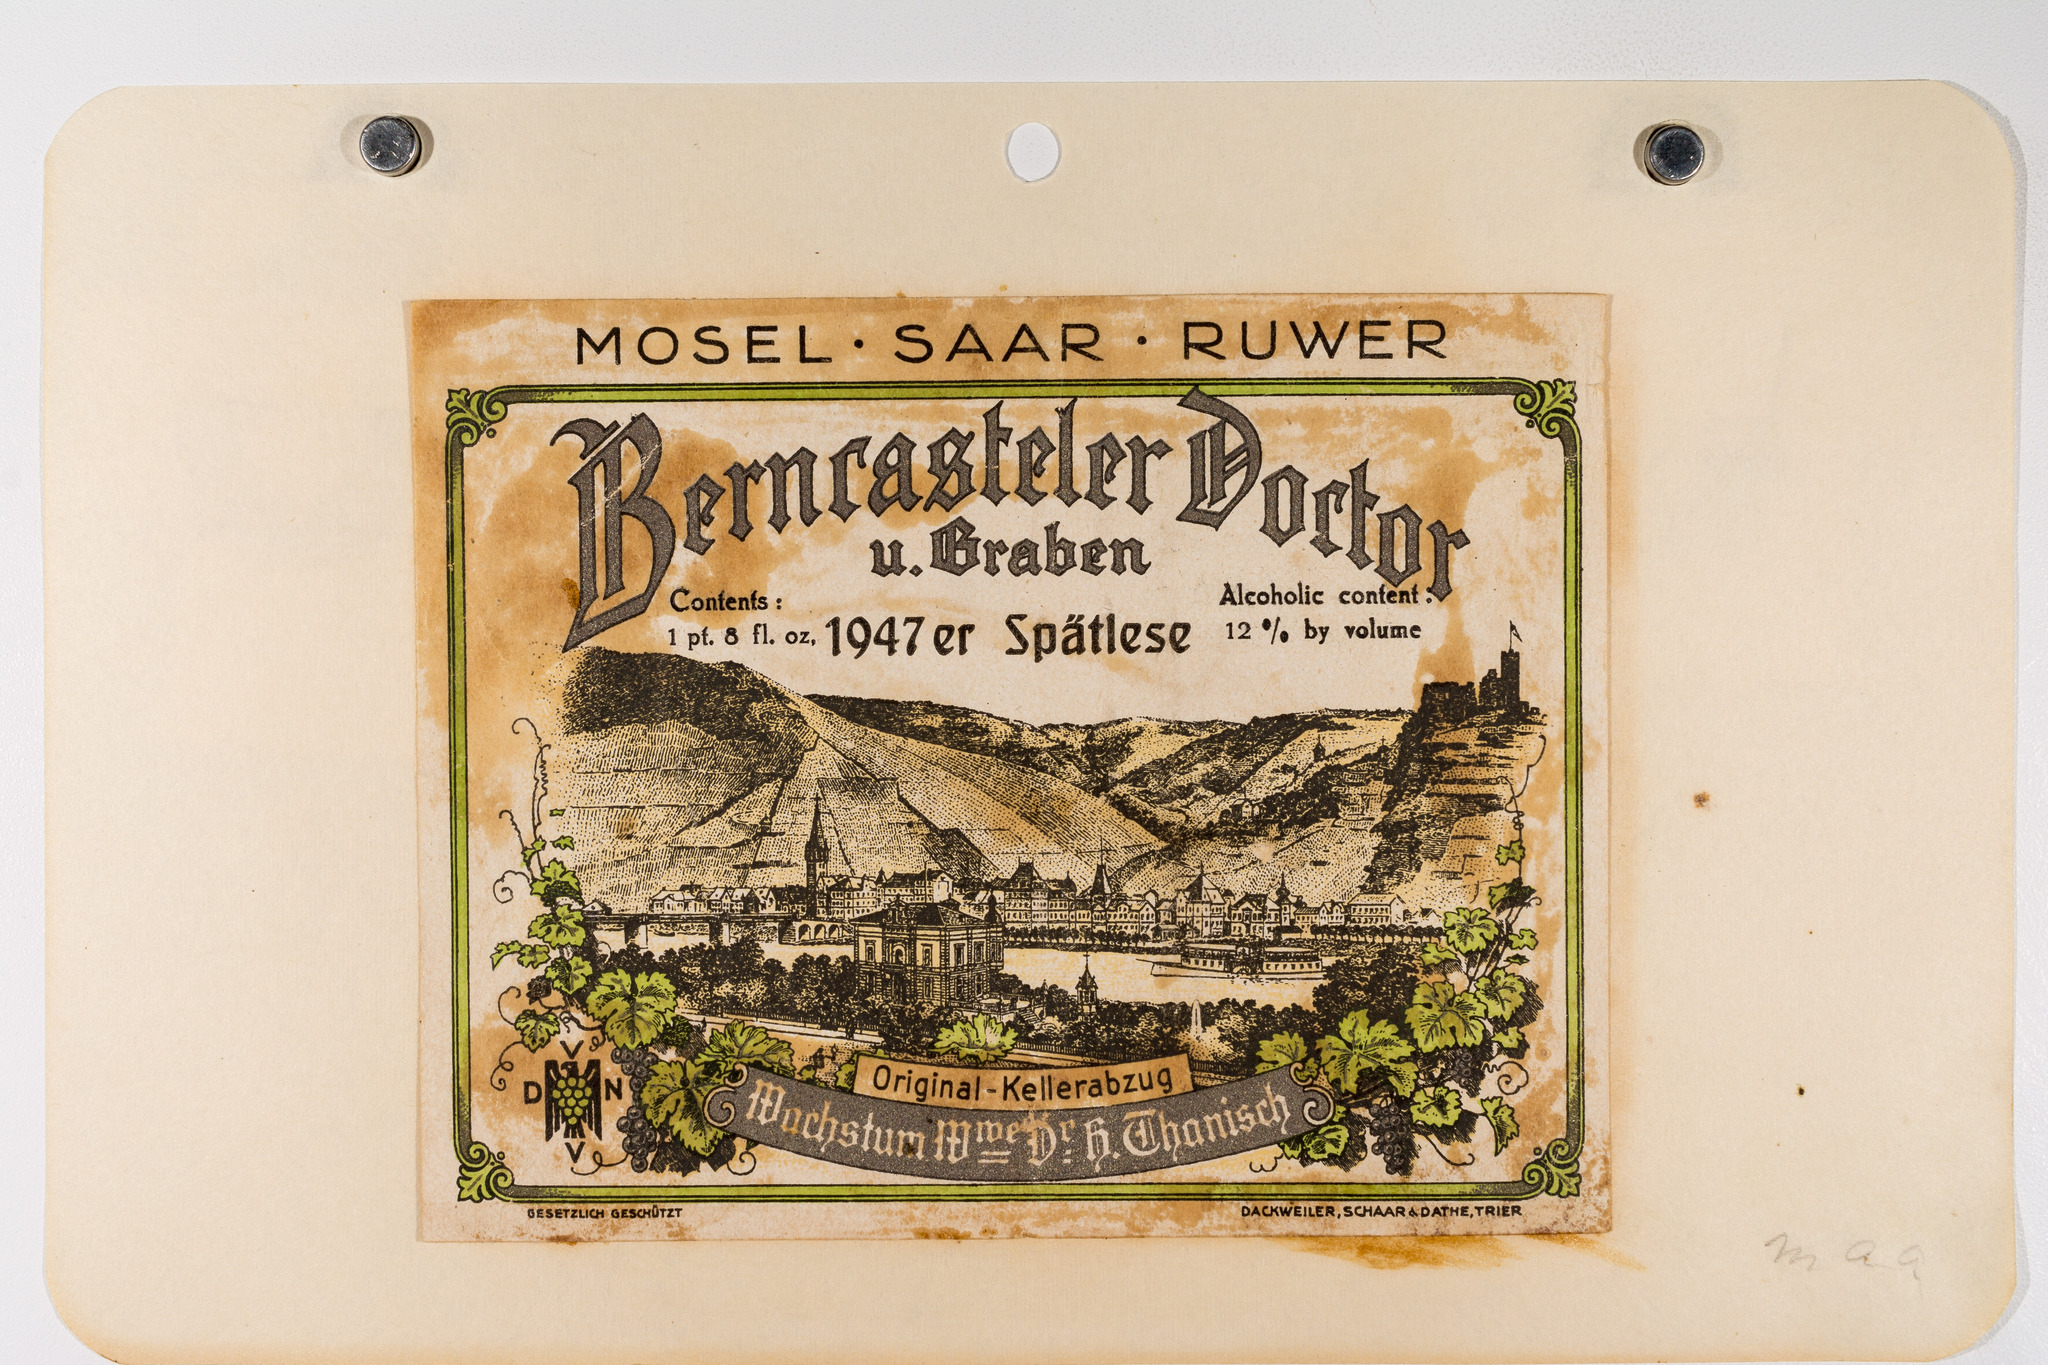 MOSEL · SAAR · RUWER
Berncasteler Doctor
u. Graben
Contents :
1 pt. 8 fl. oz,
1947er Spätlese
Alcoholic content :
12 % by volume
V
D N
V
Original-Kellerabzug
Wachstum Wwe Dr H. Thanisch
GESETZLICH GESCHÜTZT
DACKWEILER, SCHAAR & DATHE, TRIER